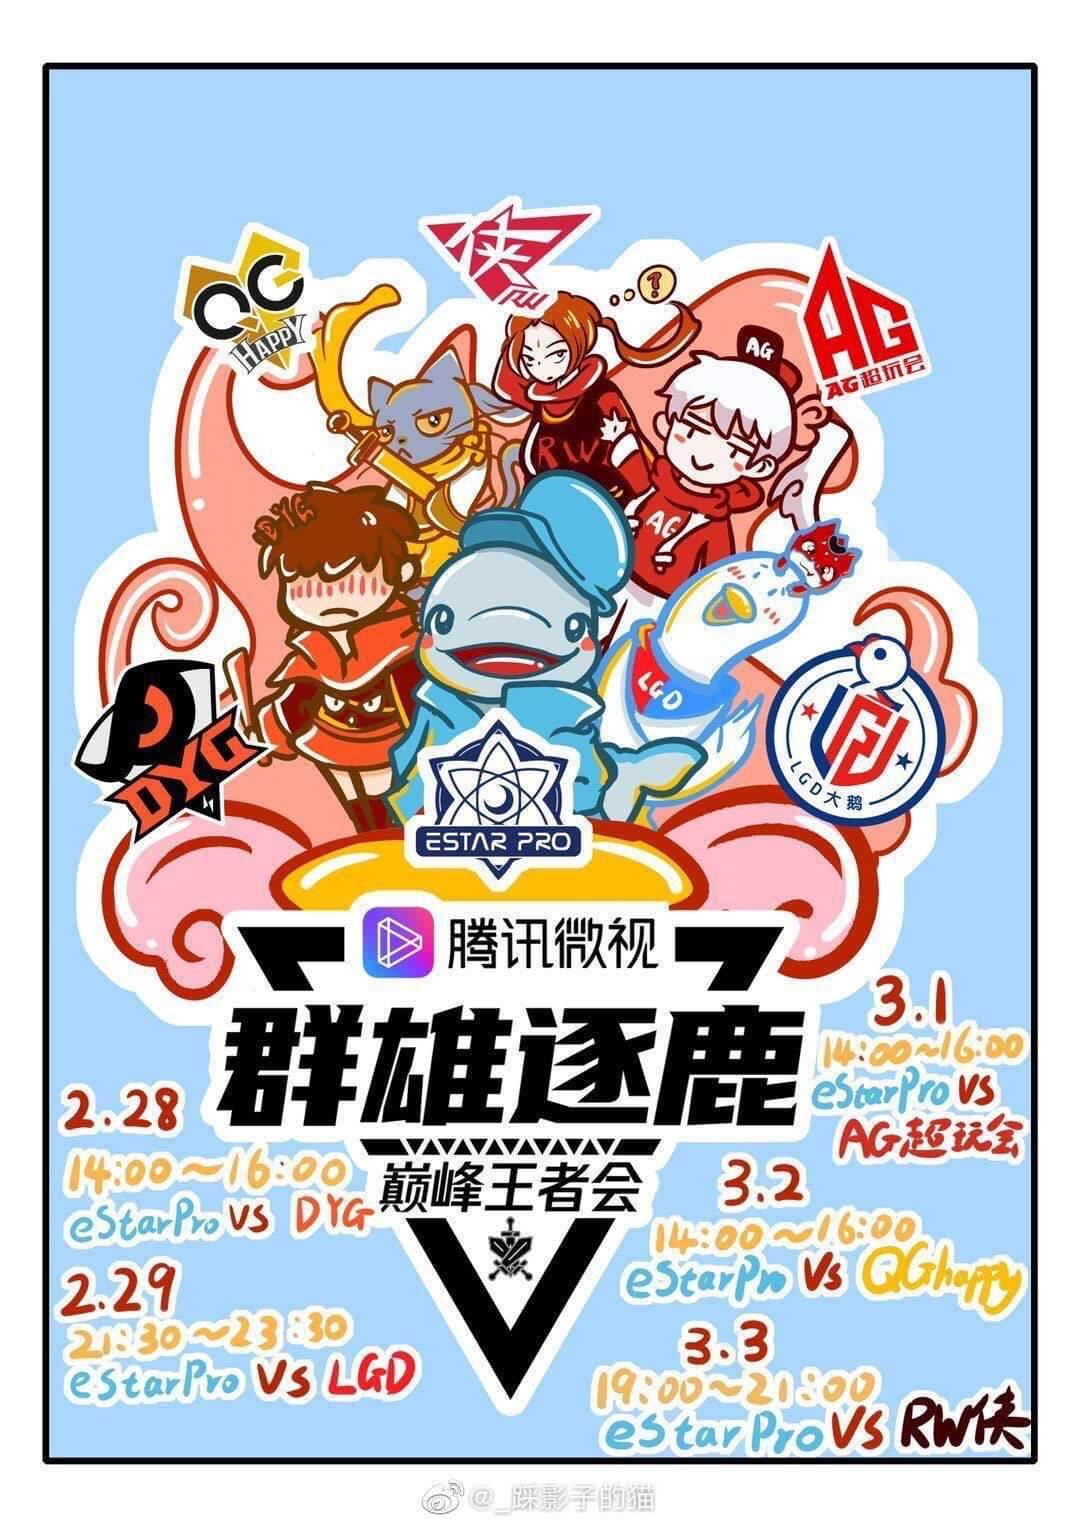 侠
RW
QG
HAPPY
?
AG
AG超玩会
AG
RW
AG
DYG
LGD
DYG
LGD大鹅
ESTAR PRO
腾讯微视
群雄逐鹿
巅峰王者会
2.28
14:00~16:00
eStarPro VS DYG
2.29
21:30~23:30
eStarPro VS LGD
3.1
14:00~16:00
eStarPro VS
AG超玩会
3.2
14:00~16:00
eStarPro VS QGhappy
3.3
19:00~21:00
eStarPro VS RW侠
@_踩影子的猫